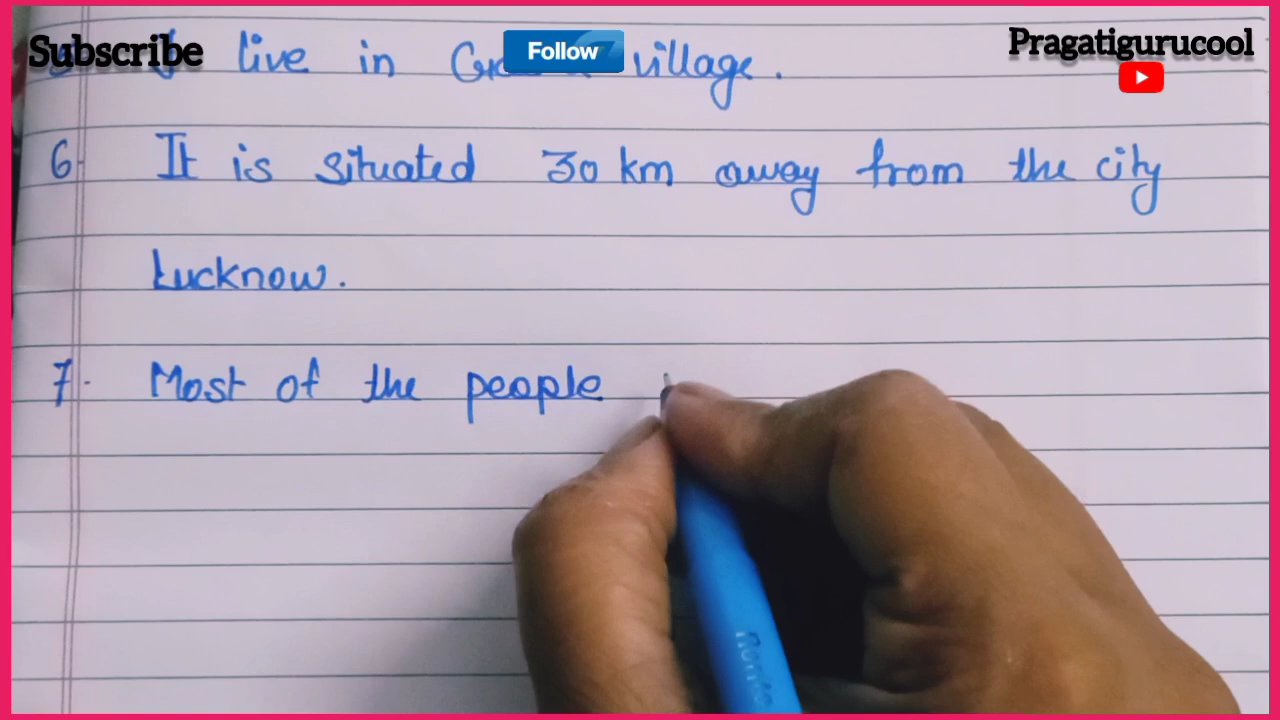 Subscribe
Follow
Pragatigurucool
I live in village.
6. It is situated 30 km away from the city
Lucknow.
7. Most of the people